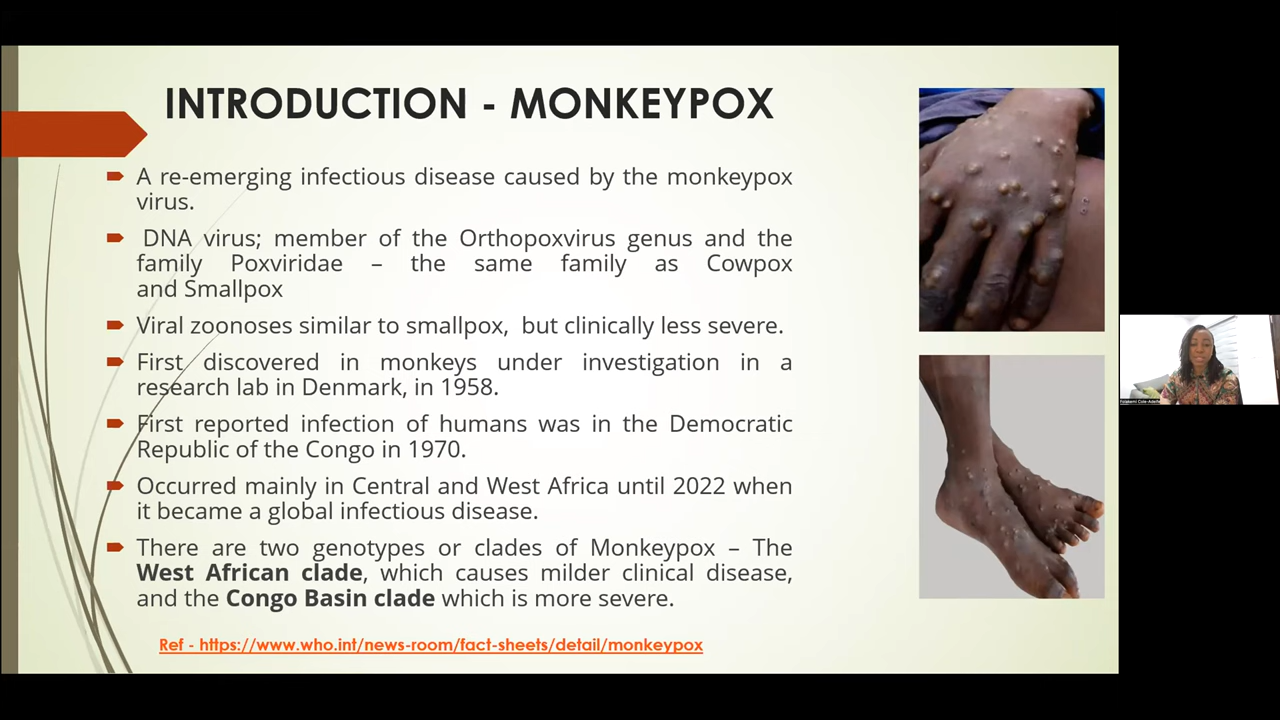 INTRODUCTION - MONKEYPOX
A re-emerging infectious disease caused by the monkeypox
virus.
DNA virus; member of the Orthopoxvirus genus and the
family Poxviridae – the same family as Cowpox
and Smallpox
Viral zoonoses similar to smallpox, but clinically less severe.
First discovered in monkeys under investigation in a
research lab in Denmark, in 1958.
First reported infection of humans was in the Democratic
Republic of the Congo in 1970.
Occurred mainly in Central and West Africa until 2022 when
it became a global infectious disease.
There are two genotypes or clades of Monkeypox – The
West African clade, which causes milder clinical disease,
and the Congo Basin clade which is more severe.
Ref - https://www.who.int/news-room/fact-sheets/detail/monkeypox